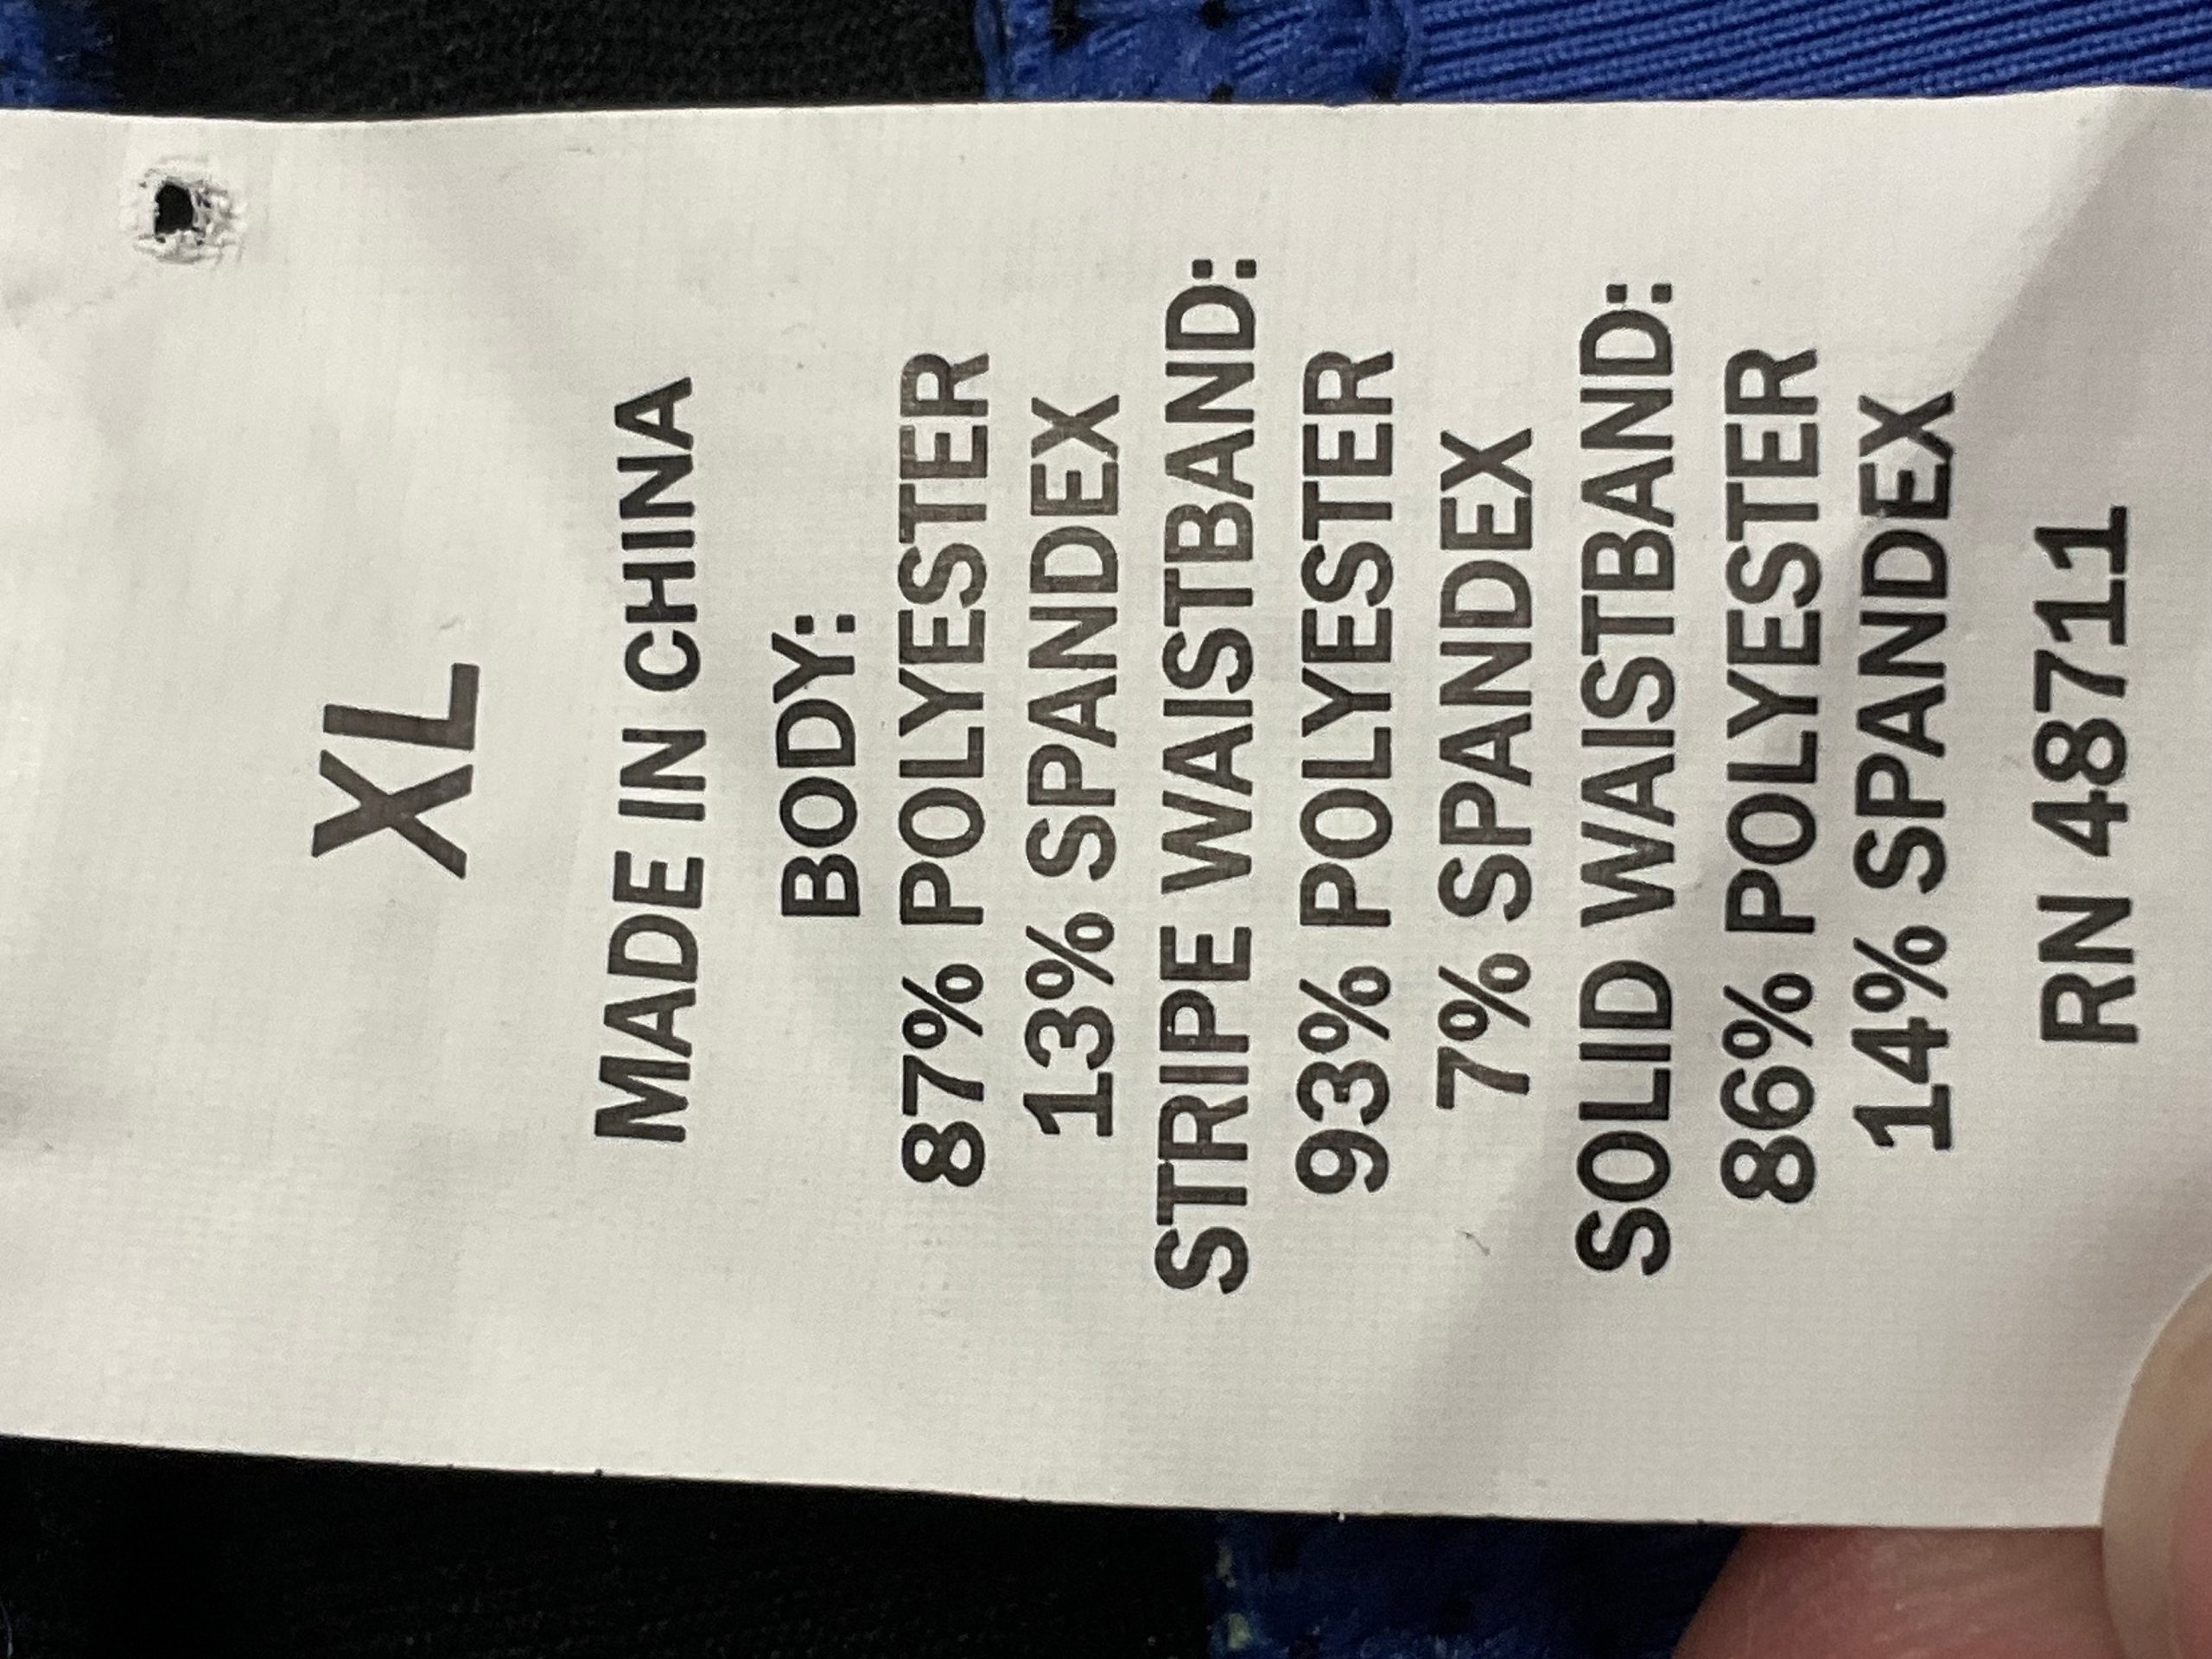 XL
MADE IN CHINA
BODY:
87% POLYESTER
13% SPANDEX
STRIPE WAISTBAND:
93% POLYESTER
7% SPANDEX
SOLID WAISTBAND:
86% POLYESTER
14% SPANDEX
RN 48711